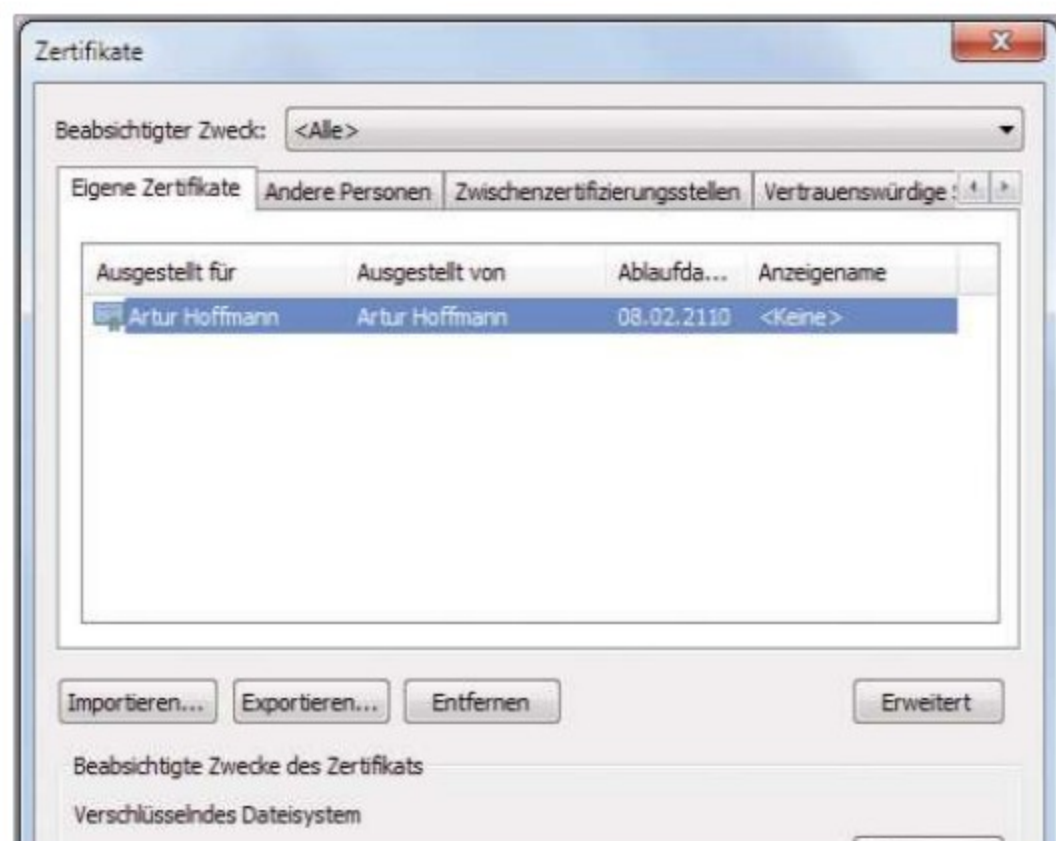 Zertifikate
Beabsichtigter Zweck: <Alle>
Eigene Zertifikate Andere Personen Zwischenzertifizierungsstellen Vertrauenswürdige
Ausgestellt für Ausgestellt von Ablaufda... Anzeigename
Artur Hoffmann Artur Hoffmann 08.02.2110 <Keine>
Importieren... Exportieren... Entfernen Erweitert
Beabsichtigte Zwecke des Zertifikats
Verschlüsselndes Dateisystem